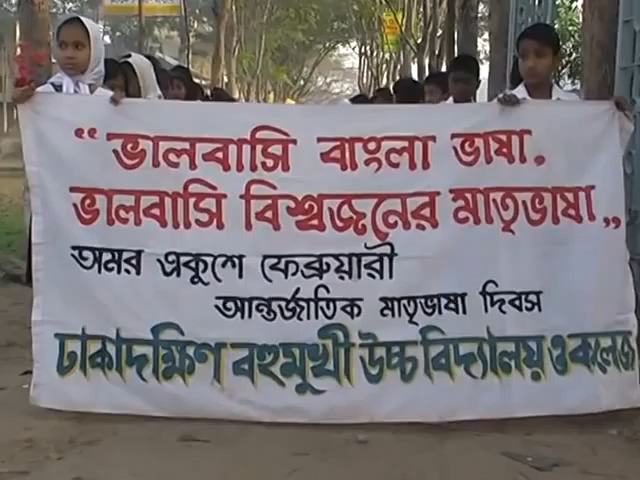 “ ভালবাসি বাংলা ভাষা,
ভালবাসি বিশ্বজনের মাতৃভাষা „
অমর একুশে ফেব্রুয়ারী
আন্তর্জাতিক মাতৃভাষা দিবস
ঢাকাদক্ষিণ বহুমুখী উচ্চ বিদ্যালয় ও কলেজ